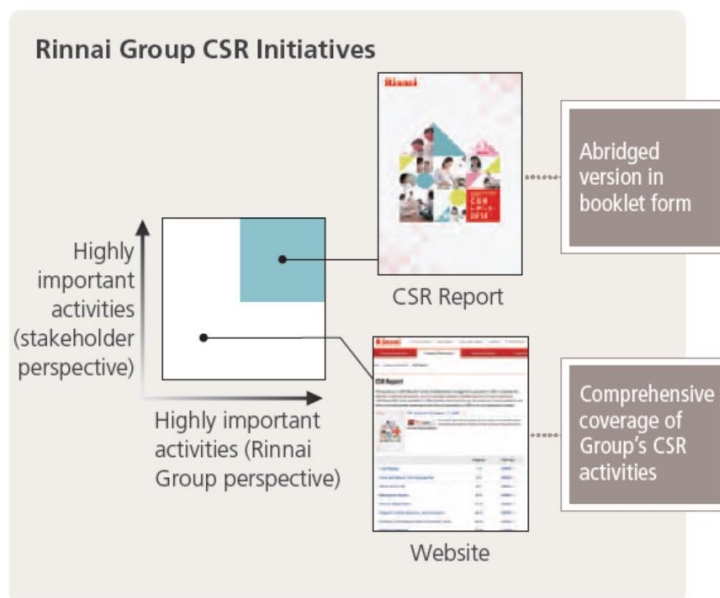 Rinnai Group CSR Initiatives
Rinnai
Abridged
version in
booklet form
Highly
important
activities
(stakeholder
perspective)
CSR Report
Rinnai
CSR Report
Highly important
activities (Rinnai
Group perspective)
Comprehensive
coverage of
Group's CSR
activities
Website